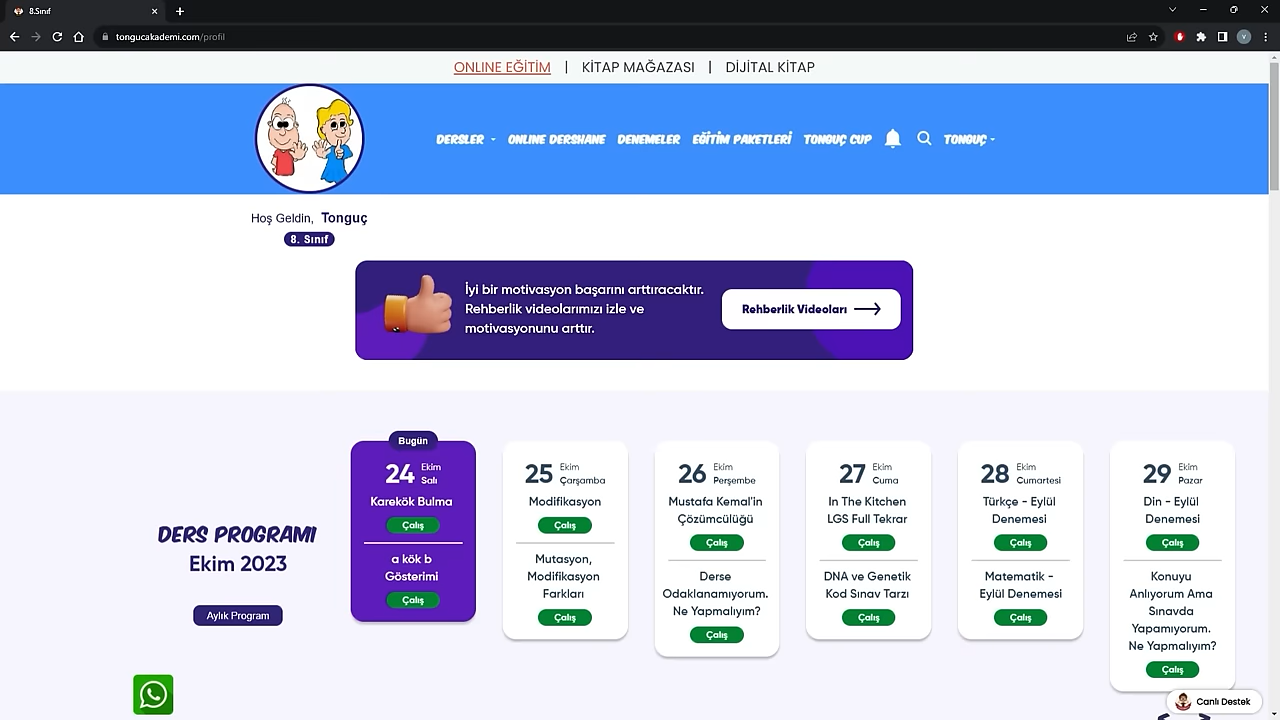 8.Sınıf
tongucakademi.com/profil
ONLINE EĞİTİM | KİTAP MAĞAZASI | DİJİTAL KİTAP
DERSLER ONLINE DERSHANE DENEMELER EĞİTİM PAKETLERİ TONGUÇ CUP TONGUÇ
Hoş Geldin, Tonguç
8. Sınıf
İyi bir motivasyon başarını arttıracaktır.
Rehberlik videolarımızı izle ve
motivasyonunu arttır.
Rehberlik Videoları
DERS PROGRAMI
Ekim 2023
Aylık Program
Bugün
24 Ekim
Salı
Karekök Bulma
Çalış
a kök b
Gösterimi
Çalış
25 Ekim
Çarşamba
Modifikasyon
Çalış
Mutasyon,
Modifikasyon
Farkları
Çalış
26 Ekim
Perşembe
Mustafa Kemal'in
Çözümcülüğü
Çalış
Derse
Odaklanamıyorum.
Ne Yapmalıyım?
Çalış
27 Ekim
Cuma
In The Kitchen
LGS Full Tekrar
Çalış
DNA ve Genetik
Kod Sınav Tarzı
Çalış
28 Ekim
Cumartesi
Türkçe - Eylül
Denemesi
Çalış
Matematik -
Eylül Denemesi
Çalış
29 Ekim
Pazar
Din - Eylül
Denemesi
Çalış
Konuyu
Anlıyorum Ama
Sınavda
Yapamıyorum.
Ne Yapmalıyım?
Çalış
Canlı Destek